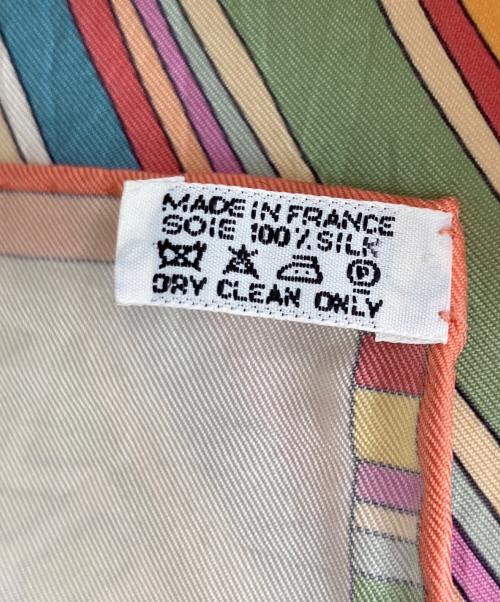 MADE IN FRANCE
SOIE 100% SILK
P
DRY CLEAN ONLY